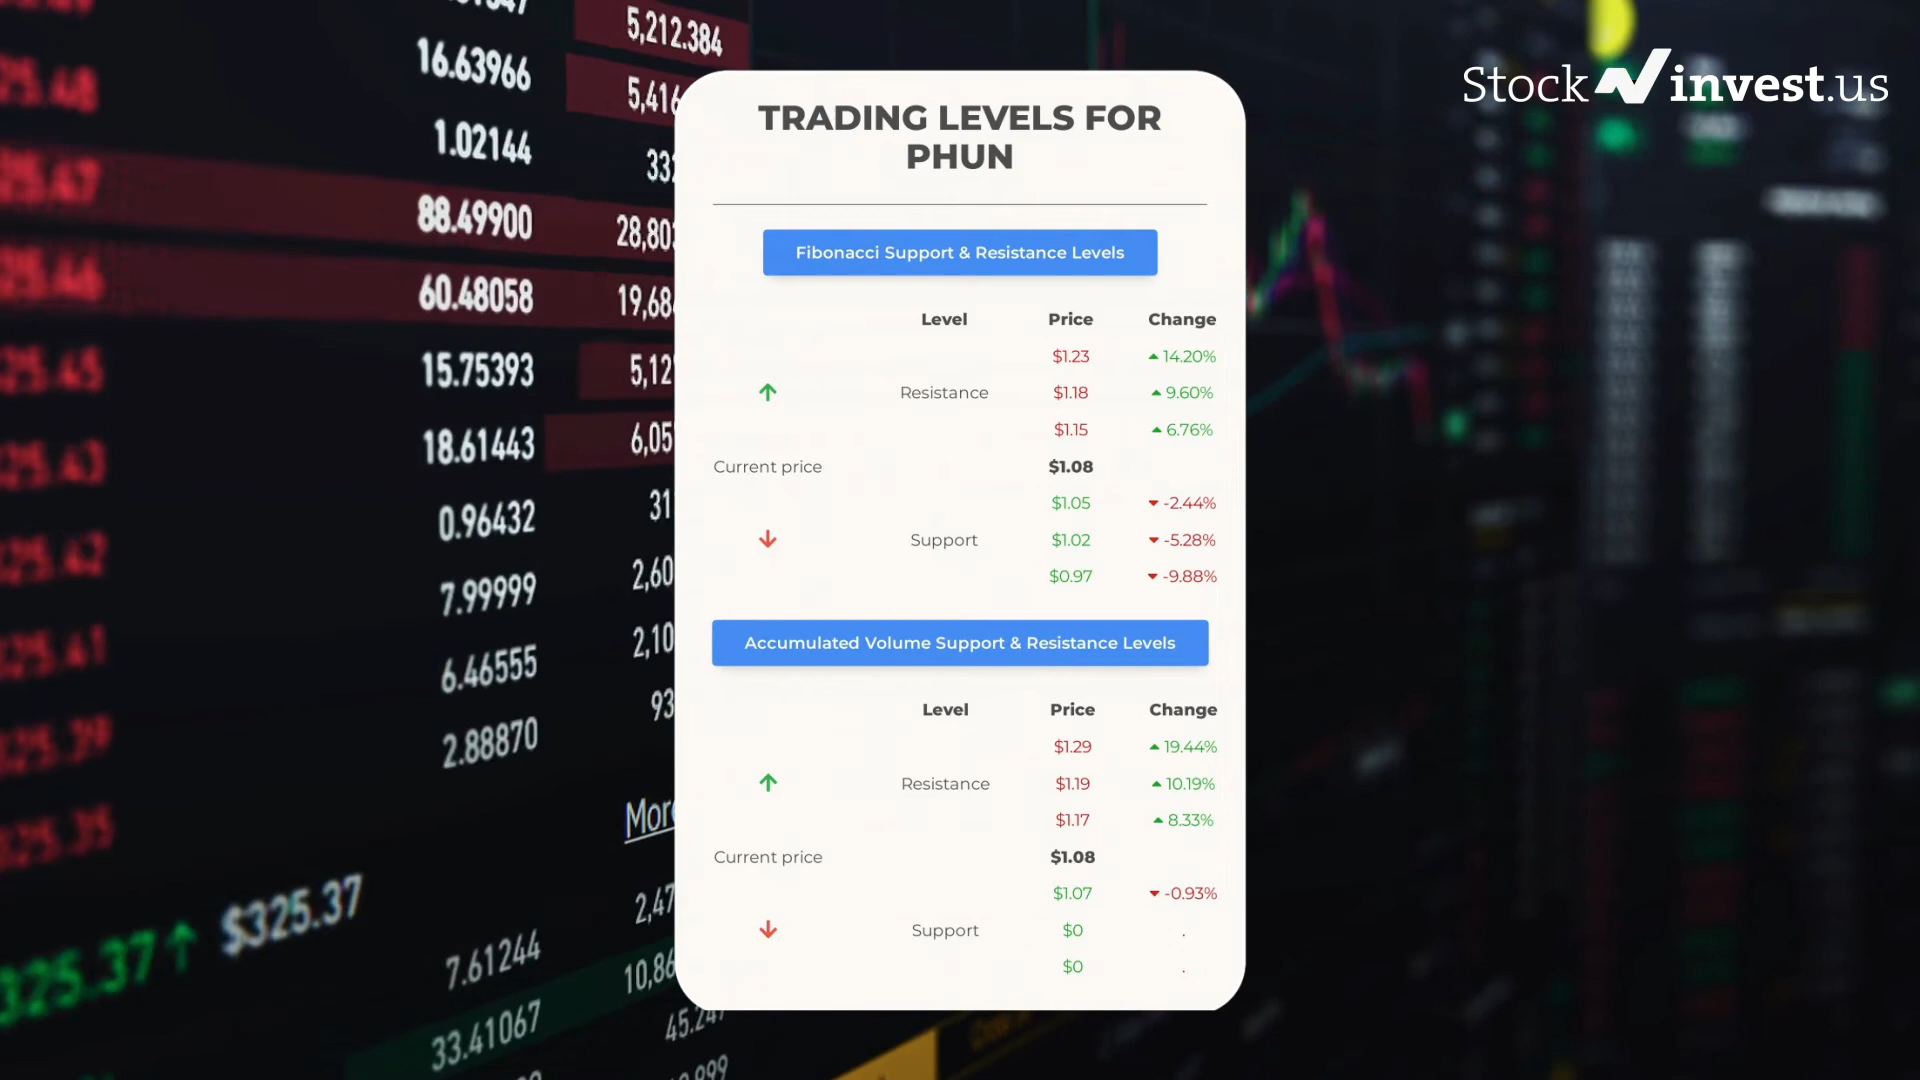 Stock invest.us
TRADING LEVELS FOR
PHUN
Fibonacci Support & Resistance Levels
Level Price Change
$1.23 14.20%
Resistance $1.18 9.60%
$1.15 6.76%
Current price $1.08
$1.05 -2.44%
Support $1.02 -5.28%
$0.97 -9.88%
Accumulated Volume Support & Resistance Levels
Level Price Change
$1.29 19.44%
Resistance $1.19 10.19%
$1.17 8.33%
Current price $1.08
$1.07 -0.93%
Support $0 .
$0 .
5,212.384
16.63966
1.02144
88.49900
60.48058
15.75393
18.61443
0.96432
7.99999
6.46555
2.88870
325.37↑ $325.37
7.61244
33.41067